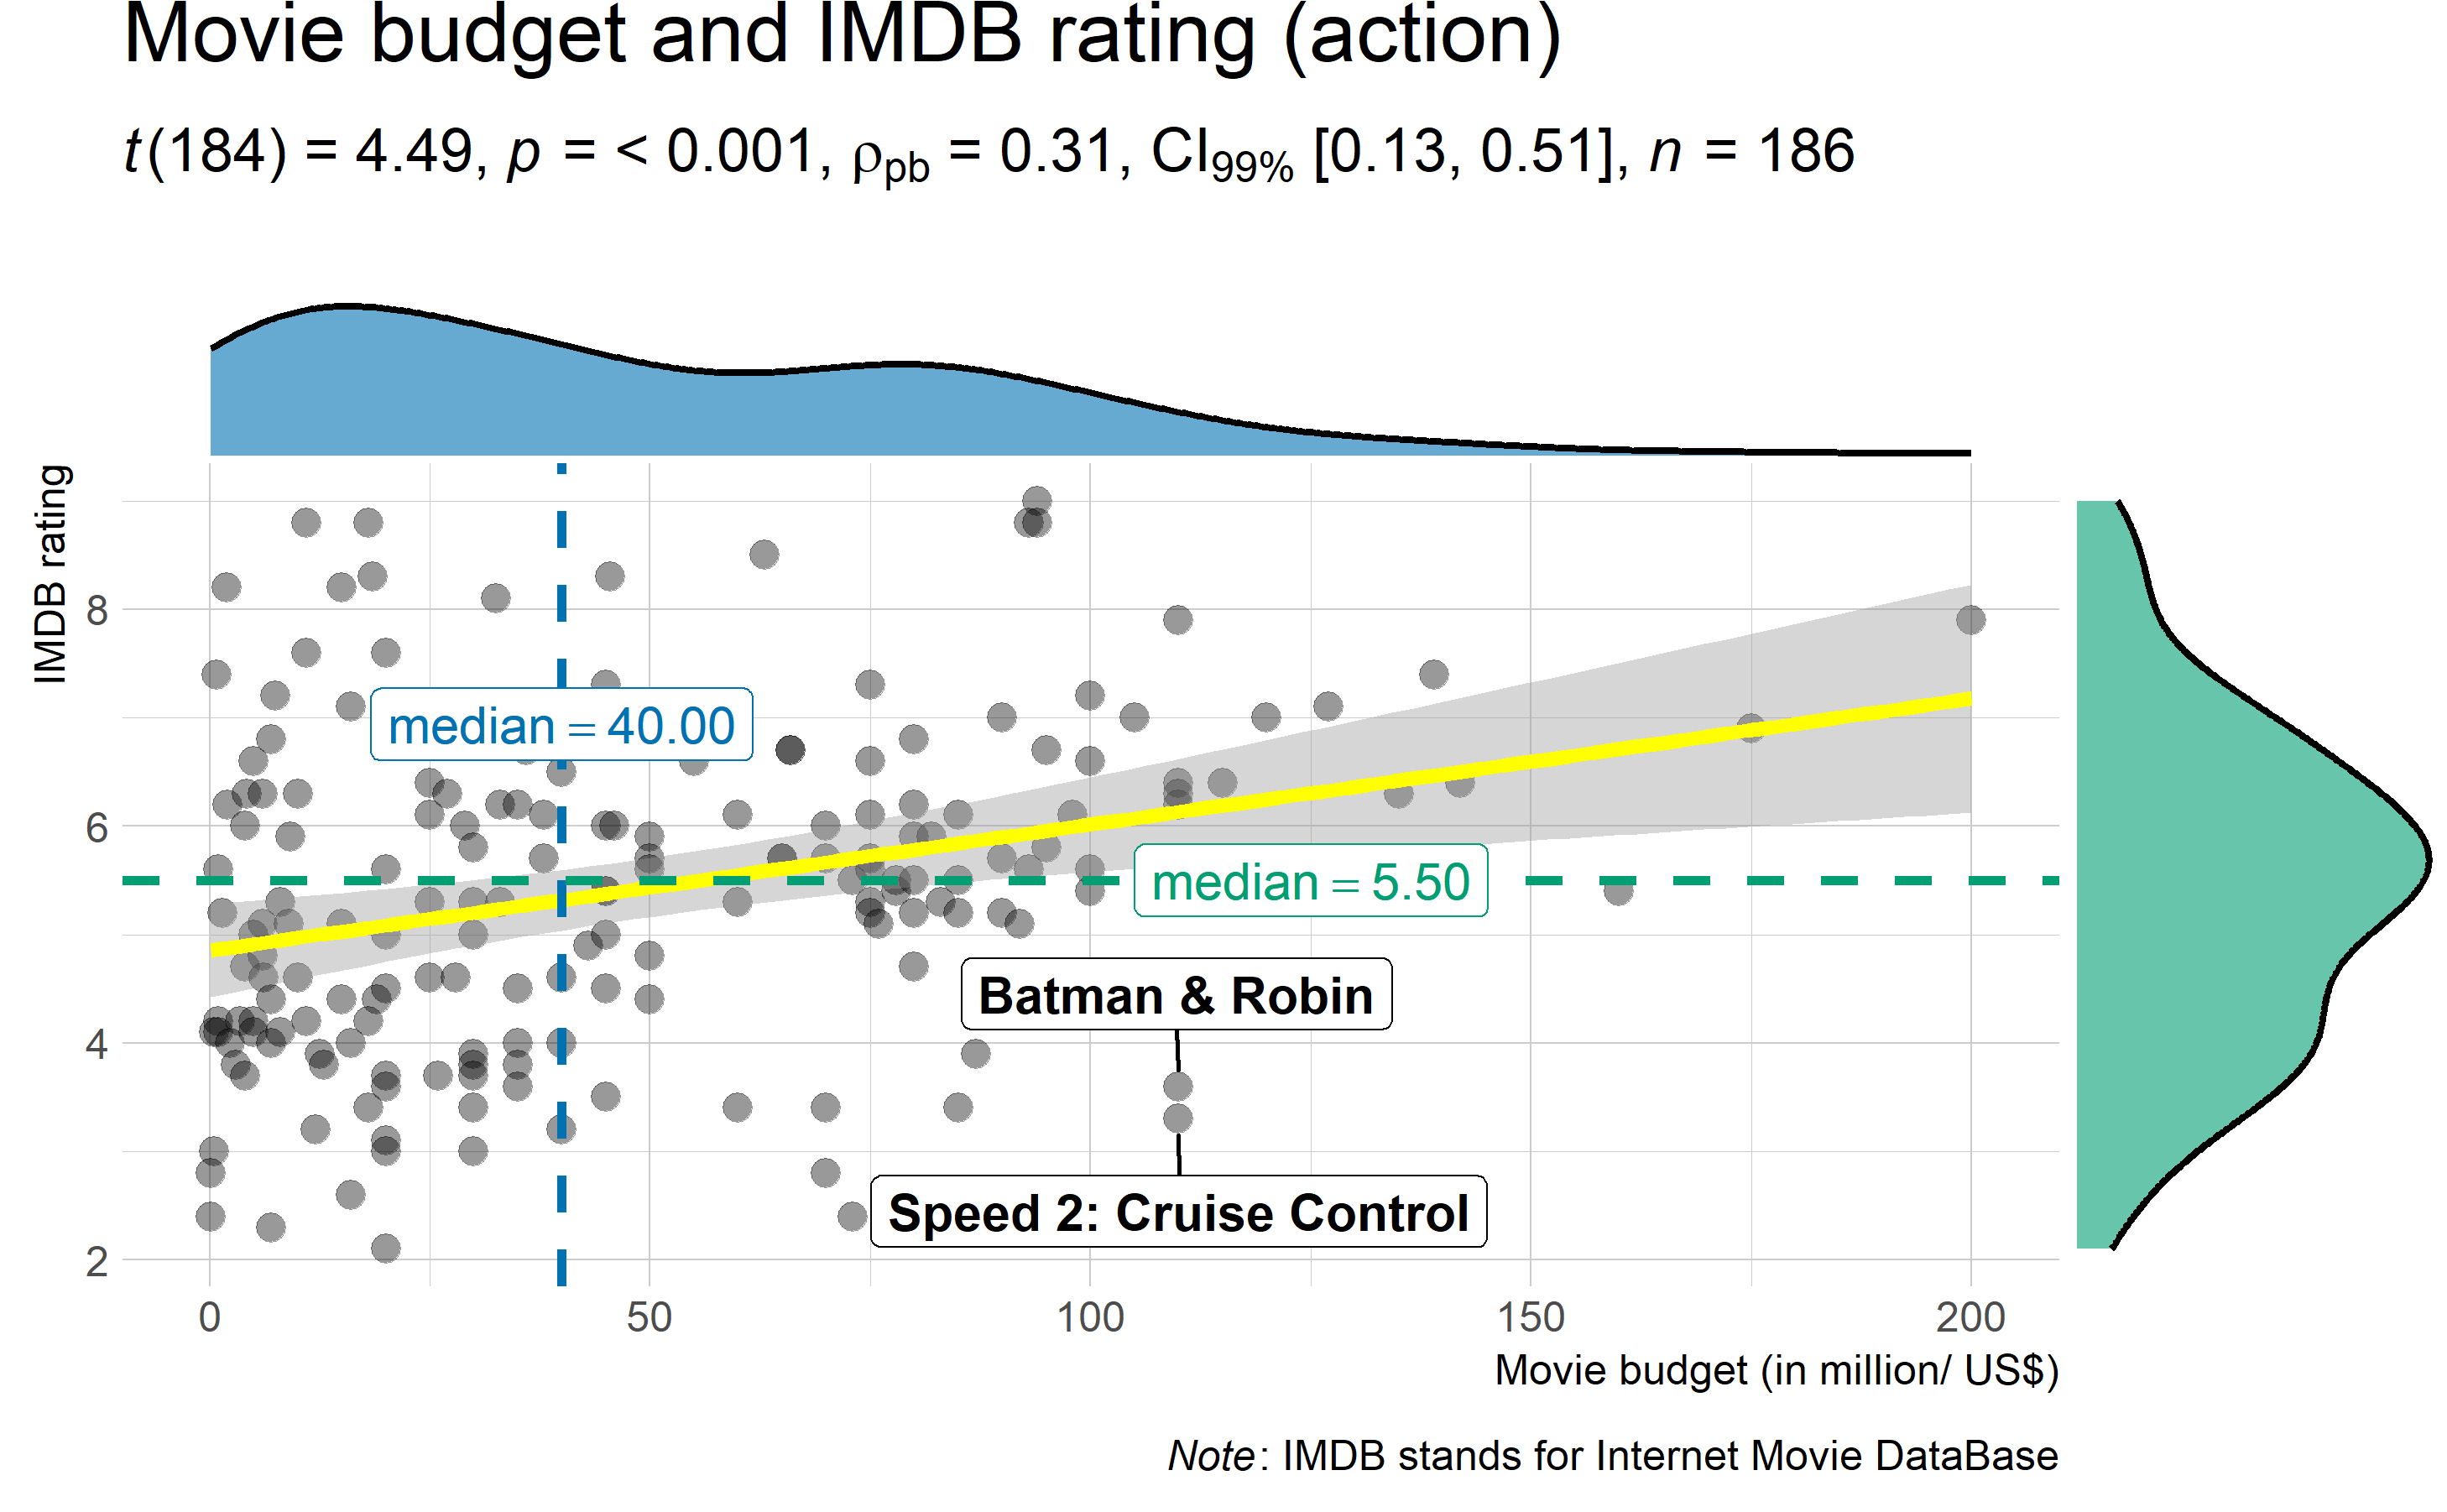 Movie budget and IMDB rating (action)
t(184) = 4.49, p = < 0.001, ρpb = 0.31, CI99% [0.13, 0.51], n = 186
IMDB rating
8
6
4
2
median = 40.00
median = 5.50
Batman & Robin
Speed 2: Cruise Control
0 50 100 150 200
Movie budget (in million/ US$)
Note: IMDB stands for Internet Movie DataBase